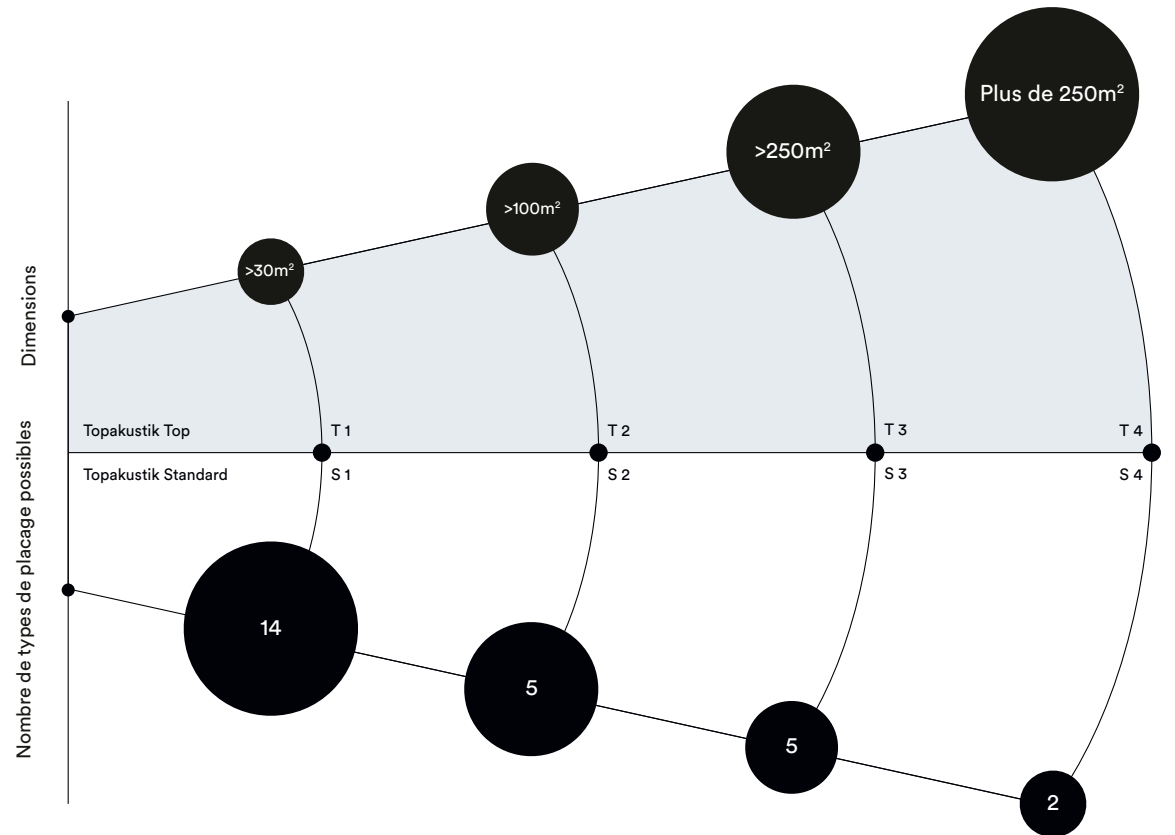 Plus de 250m²
>250m²
>100m²
>30m²
Dimensions
Topakustik Top
T 1
T 2
T 3
T 4
Topakustik Standard
S 1
S 2
S 3
S 4
Nombre de types de placage possibles
14
5
5
2